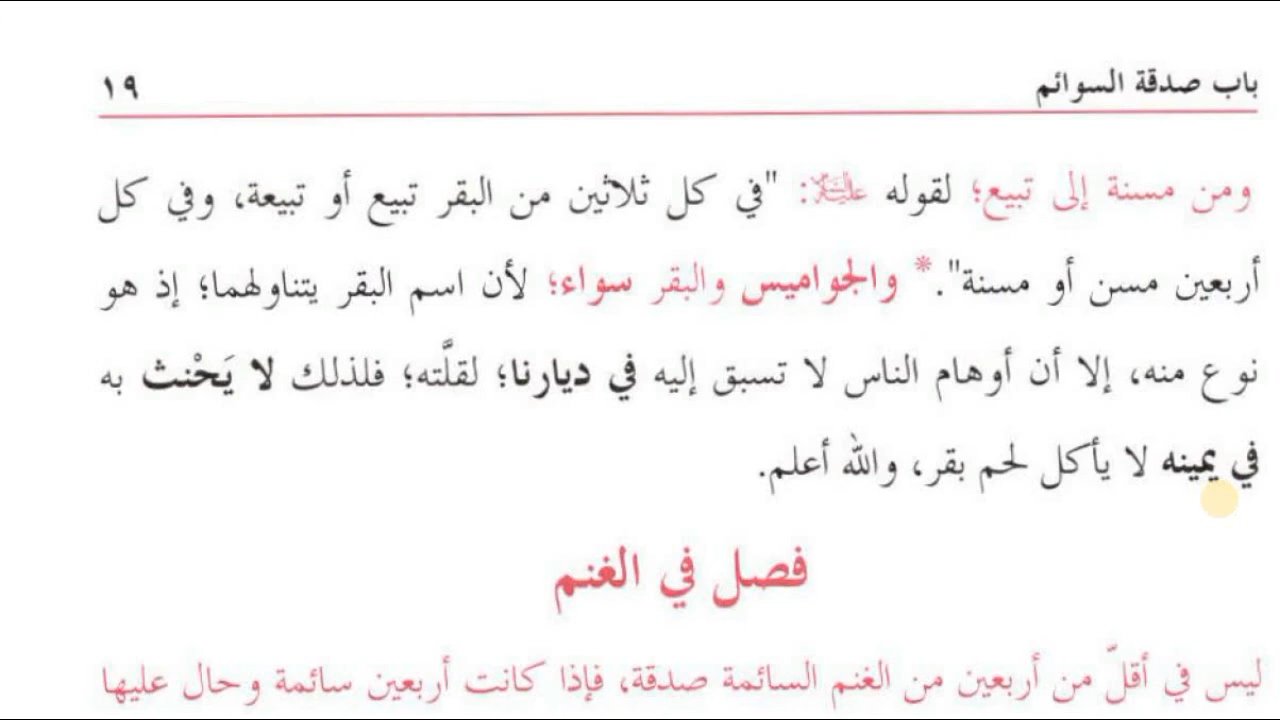 باب صدقة السوائم ١٩
ومن مسنة إلى تبيع؛ لقوله عليه السلام: "في كل ثلاثين من البقر تبيع أو تبيعة، وفي كل
أربعين مسن أو مسنة".* والجواميس والبقر سواء؛ لأن اسم البقر يتناولهما؛ إذ هو
نوع منه، إلا أن أوهام الناس لا تسبق إليه في ديارنا؛ لقلَّته؛ فلذلك لا يَحْنث به
في يمينه لا يأكل لحم بقر، والله أعلم.
فصل في الغنم
ليس في أقلّ من أربعين من الغنم السائمة صدقة، فإذا كانت أربعين سائمة وحال عليها